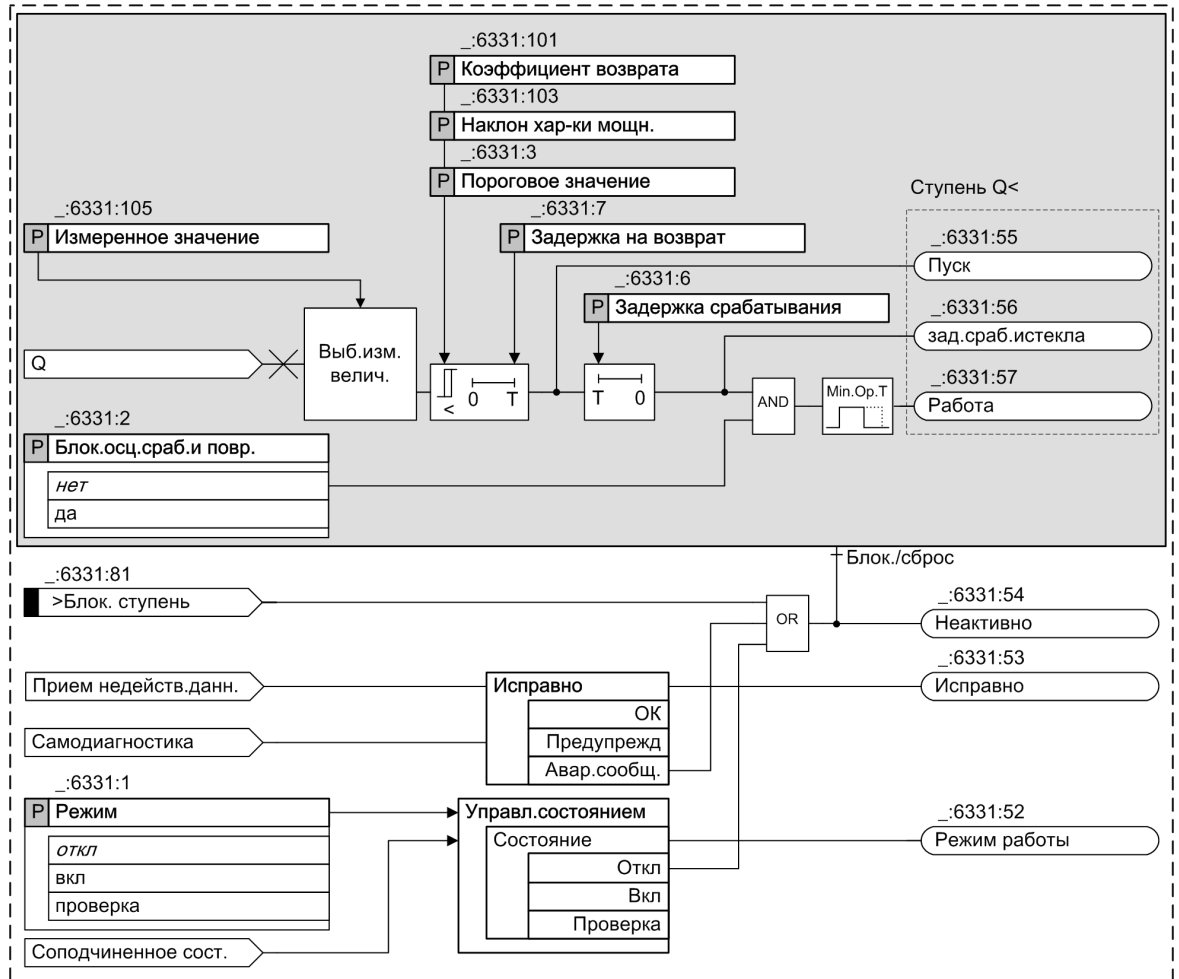 _:6331:101
P Коэффициент возврата
_:6331:103
P Наклон хар-ки мощн.
_:6331:3
P Пороговое значение
Ступень Q<
_:6331:105
P Измеренное значение
_:6331:7
P Задержка на возврат
_:6331:55
Пуск
_:6331:6
P Задержка срабатывания
_:6331:56
зад.сраб.истекла
Q
Выб.изм.
велич.
< 0 T
T 0
AND
Min.Op.T
_:6331:57
Работа
_:6331:2
P Блок.осц.сраб.и повр.
нет
да
Блок./сброс
_:6331:81
>Блок. ступень
OR
_:6331:54
Неактивно
_:6331:53
Исправно
Прием недейств.данн.
Исправно
ОК
Предупрежд
Авар.сообщ.
Самодиагностика
_:6331:1
P Режим
откл
вкл
проверка
Управл.состоянием
Состояние
Откл
Вкл
Проверка
_:6331:52
Режим работы
Соподчиненное сост.